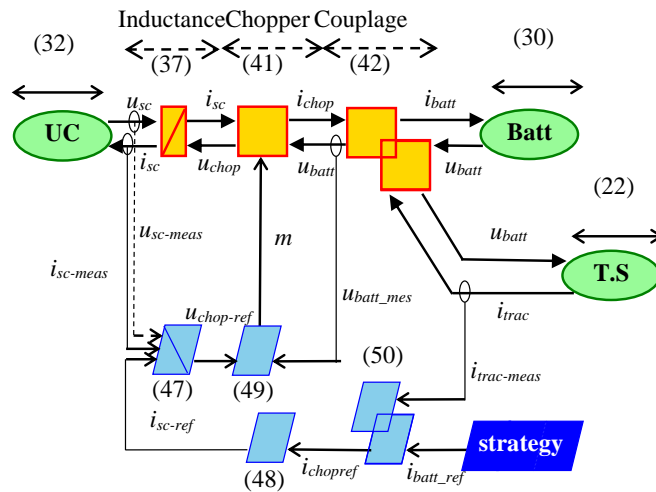 InductanceChopper Couplage
(32) (37) (41) (42) (30)
u_sc i_sc i_chop i_batt
UC Batt
i_sc u_chop u_batt u_batt
(22)
u_sc-meas m u_batt
i_sc-meas T.S
u_chop-ref u_batt_mes i_trac
(50)
i_trac-meas
(47) (49)
i_sc-ref strategy
i_chopref i_batt_ref
(48)